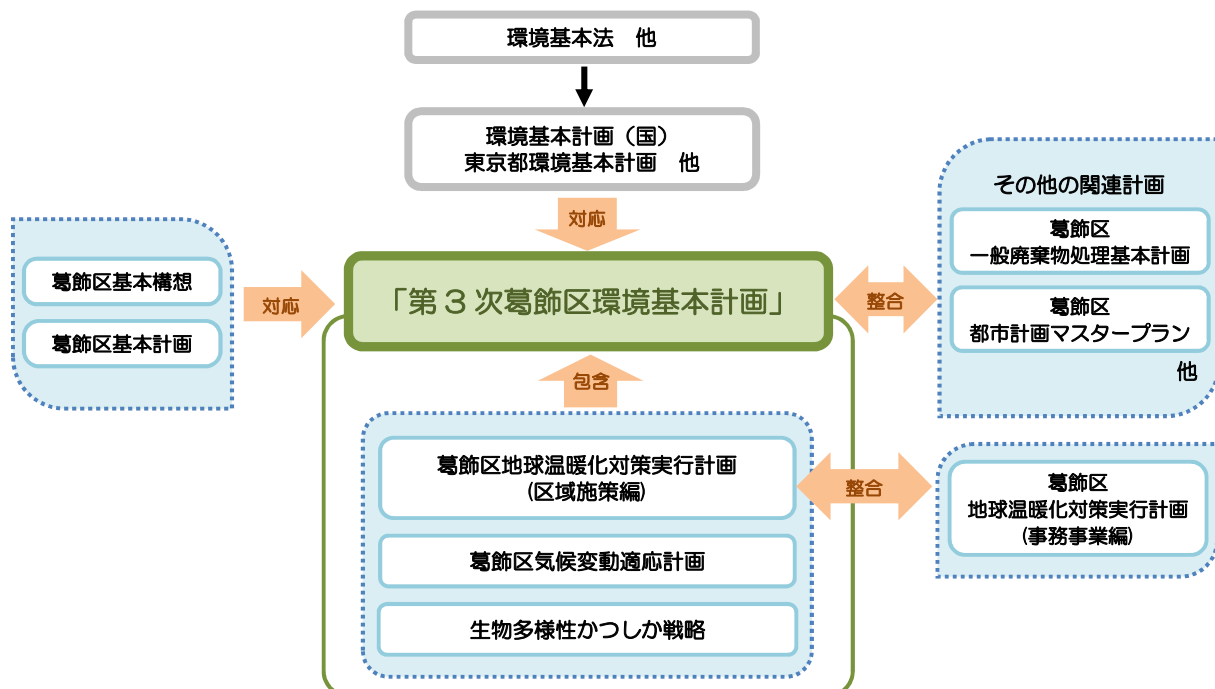 環境基本法　他
環境基本計画（国）
東京都環境基本計画　他
対応
葛飾区基本構想
葛飾区基本計画
対応
「第３次葛飾区環境基本計画」
整合
その他の関連計画
葛飾区
一般廃棄物処理基本計画
葛飾区
都市計画マスタープラン
他
包含
葛飾区地球温暖化対策実行計画
(区域施策編)
葛飾区気候変動適応計画
生物多様性かつしか戦略
整合
葛飾区
地球温暖化対策実行計画
(事務事業編)